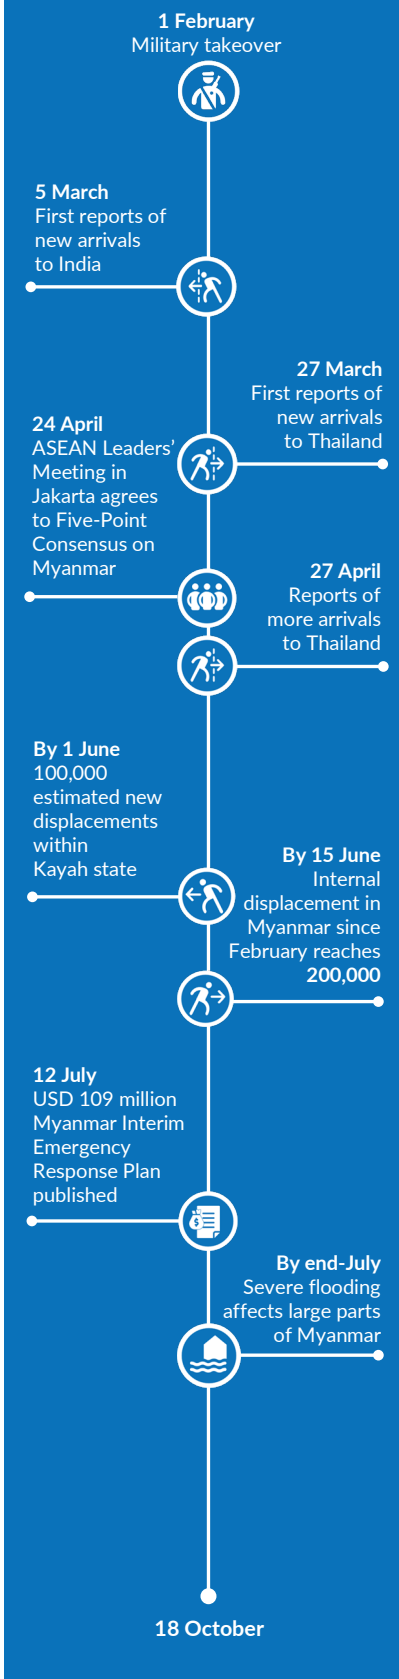 1 February
Military takeover
5 March
First reports of
new arrivals
to India
27 March
First reports of
new arrivals
to Thailand
24 April
ASEAN Leaders'
Meeting in
Jakarta agrees
to Five-Point
Consensus on
Myanmar
27 April
Reports of
more arrivals
to Thailand
By 1 June
100,000
estimated new
displacements
within
Kayah state
By 15 June
Internal
displacement in
Myanmar since
February reaches
200,000
12 July
USD 109 million
Myanmar Interim
Emergency
Response Plan
published
By end-July
Severe flooding
affects large parts
of Myanmar
18 October